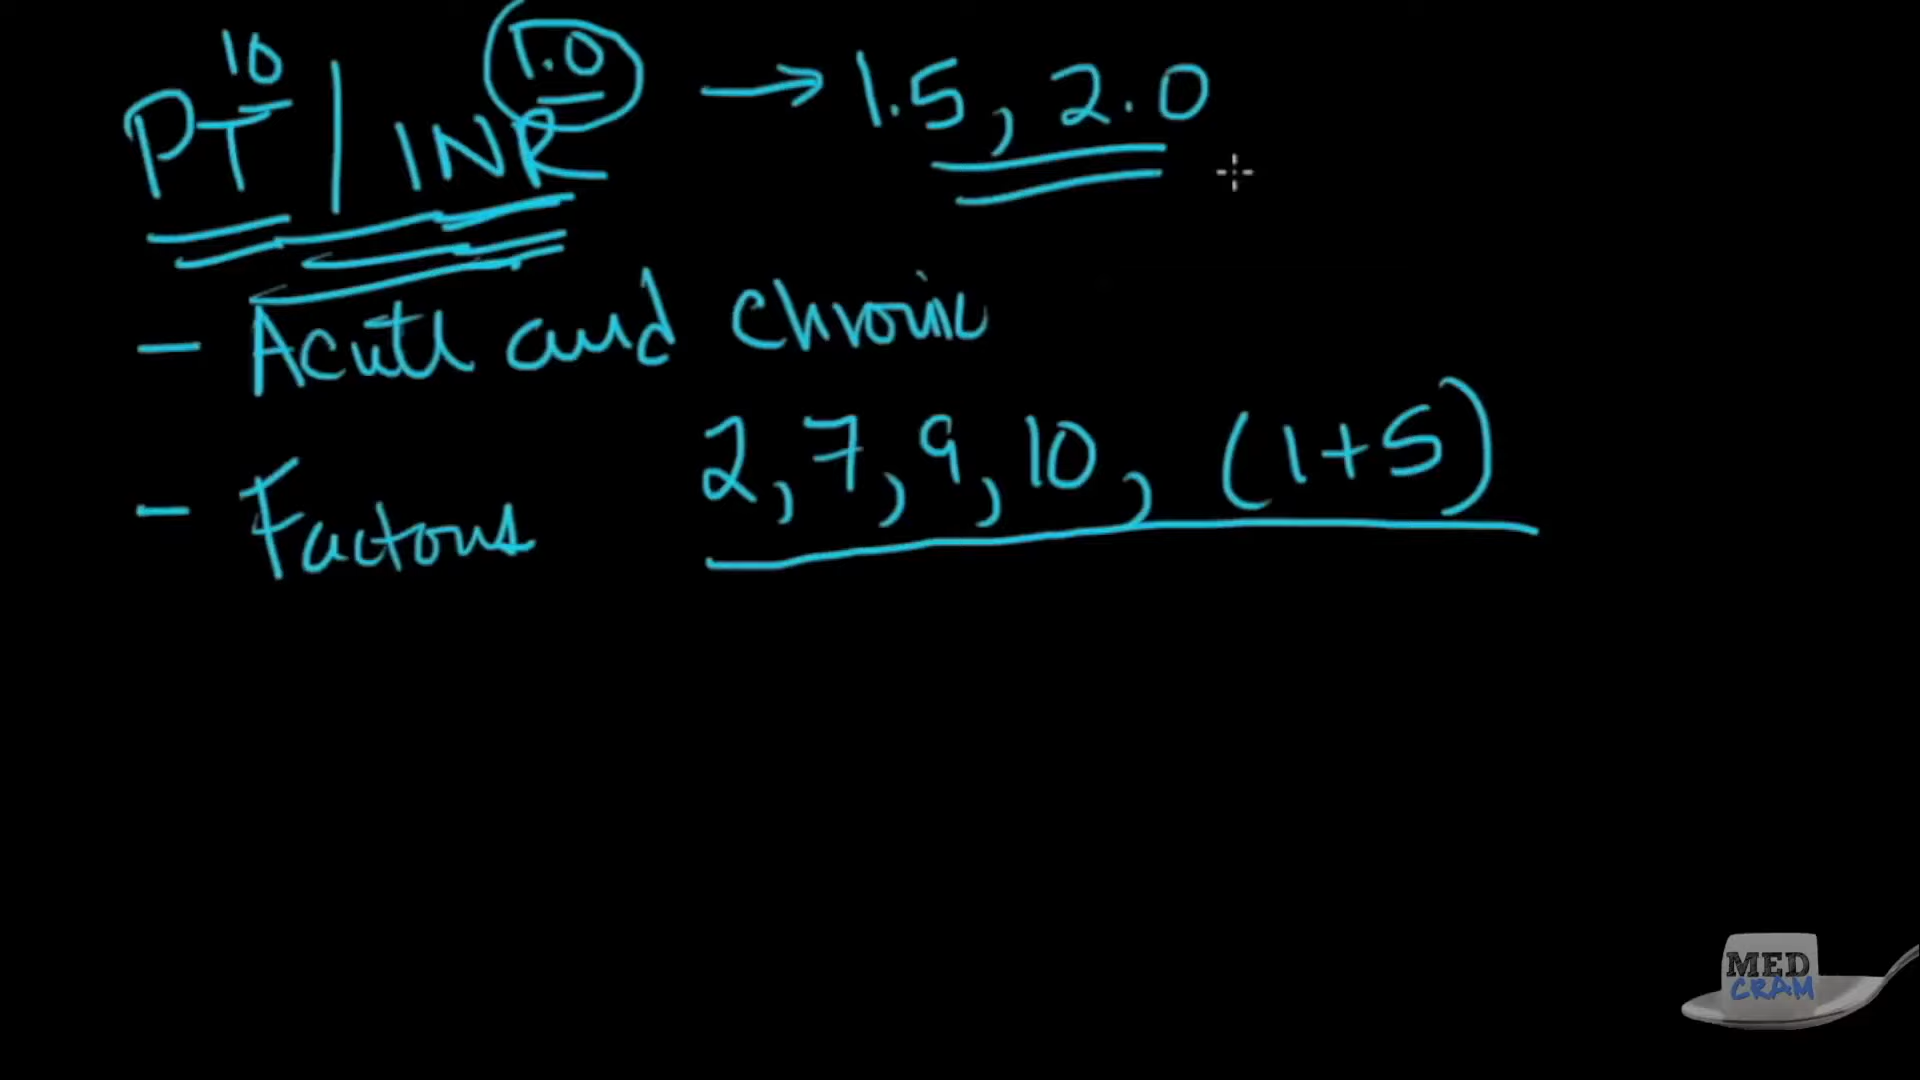 10 1.0
PT / INR → 1.5, 2.0
- Acute and chronic
- Factors 2, 7, 9, 10, (1+5)
MED
CRAM